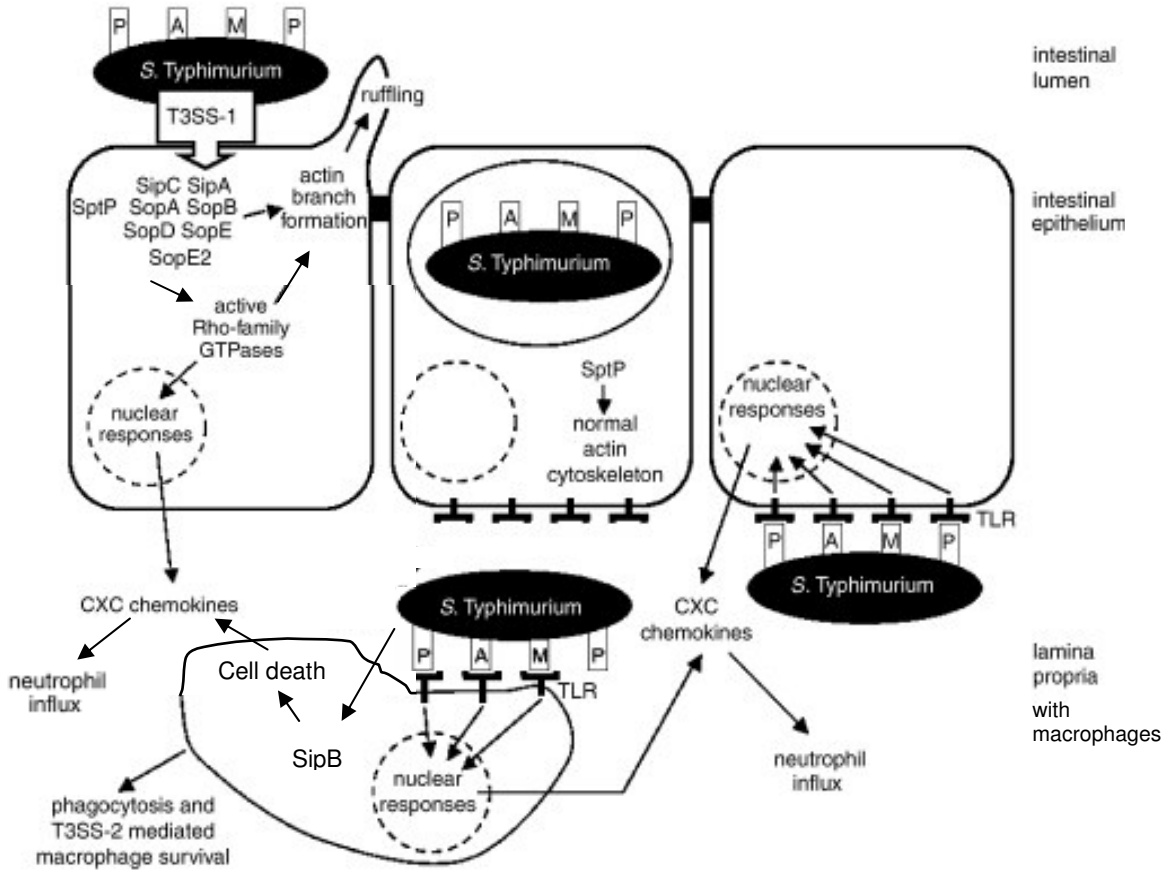 P A M P
S. Typhimurium
T3SS-1
ruffling
intestinal
lumen
SipC SipA
SptP SopA SopB
SopD SopE
SopE2
actin
branch
formation
active
Rho-family
GTPases
nuclear
responses
P A M P
S. Typhimurium
SptP
normal
actin
cytoskeleton
nuclear
responses
intestinal
epithelium
TLR
P A M P
S. Typhimurium
CXC chemokines
neutrophil
influx
S. Typhimurium
P A M P
TLR
Cell death
SipB
nuclear
responses
phagocytosis and
T3SS-2 mediated
macrophage survival
CXC
chemokines
neutrophil
influx
lamina
propria
with
macrophages